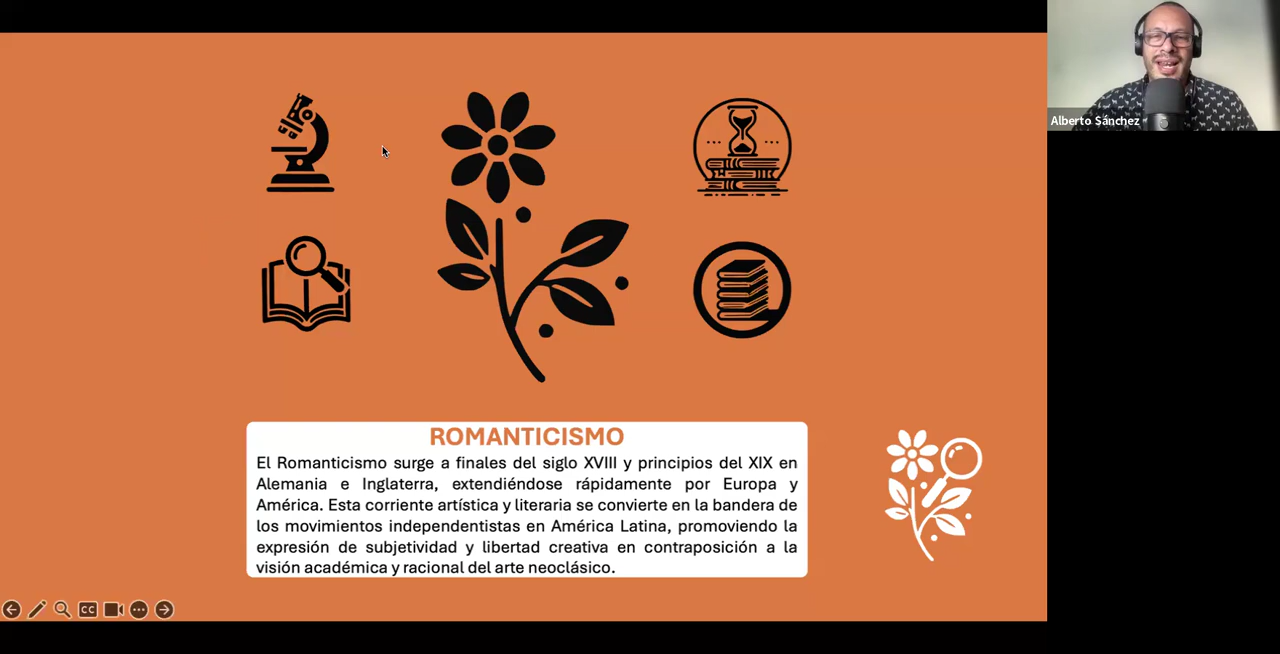 Alberto Sánchez
ROMANTICISMO
El Romanticismo surge a finales del siglo XVIII y principios del XIX en
Alemania e Inglaterra, extendiéndose rápidamente por Europa y
América. Esta corriente artística y literaria se convierte en la bandera de
los movimientos independentistas en América Latina, promoviendo la
expresión de subjetividad y libertad creativa en contraposición a la
visión académica y racional del arte neoclásico.
CC